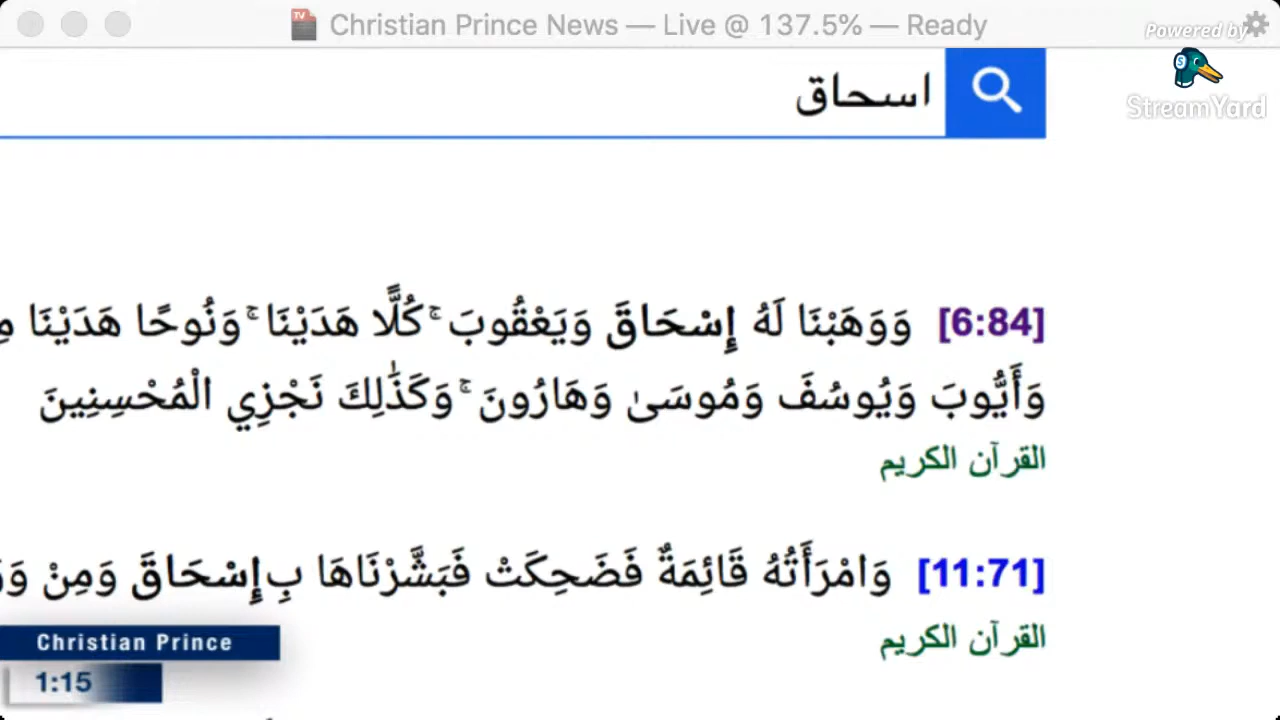 Christian Prince News — Live @ 137.5% — Ready
Powered by
StreamYard
اسحاق
[6:84] وَوَهَبْنَا لَهُ إِسْحَاقَ وَيَعْقُوبَ ۚ كُلًّا هَدَيْنَا ۚ وَنُوحًا هَدَيْنَا
وَأَيُّوبَ وَيُوسُفَ وَمُوسَىٰ وَهَارُونَ ۚ وَكَذَٰلِكَ نَجْزِي الْمُحْسِنِينَ
القرآن الكريم
[11:71] وَامْرَأَتُهُ قَائِمَةٌ فَضَحِكَتْ فَبَشَّرْنَاهَا بِإِسْحَاقَ وَمِنْ
القرآن الكريم
Christian Prince
1:15